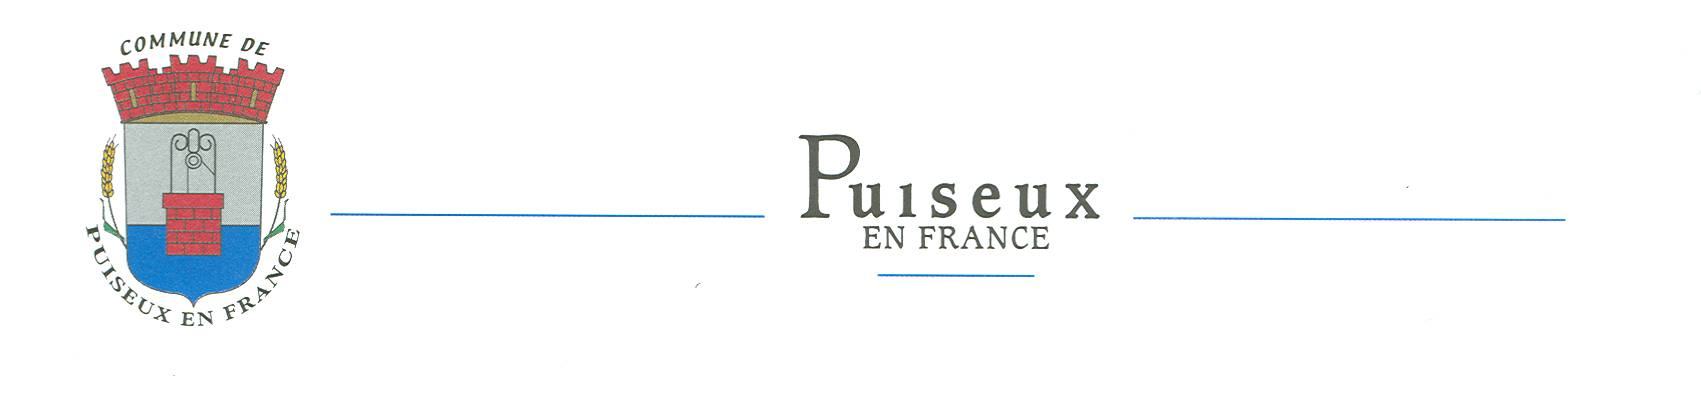 COMMUNE DE
PUISEUX EN FRANCE
Puiseux
EN FRANCE